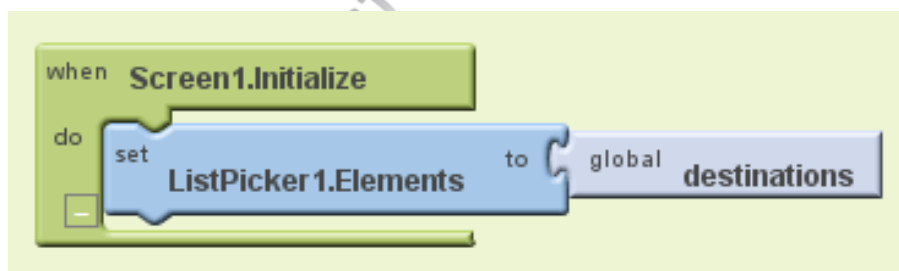 when Screen1.Initialize
do
set ListPicker1.Elements to global destinations